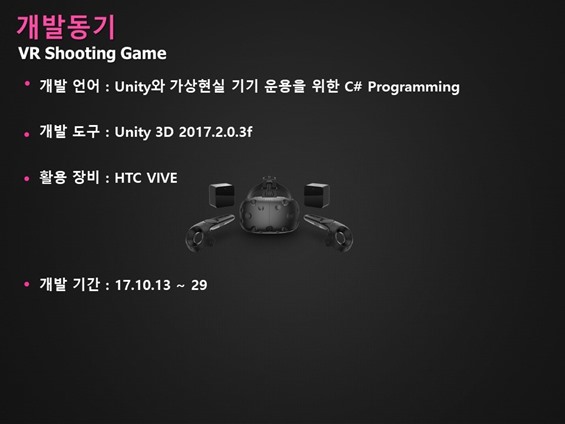 개발동기
VR Shooting Game
• 개발 언어 : Unity와 가상현실 기기 운용을 위한 C# Programming
• 개발 도구 : Unity 3D 2017.2.0.3f
• 활용 장비 : HTC VIVE
• 개발 기간 : 17.10.13 ~ 29